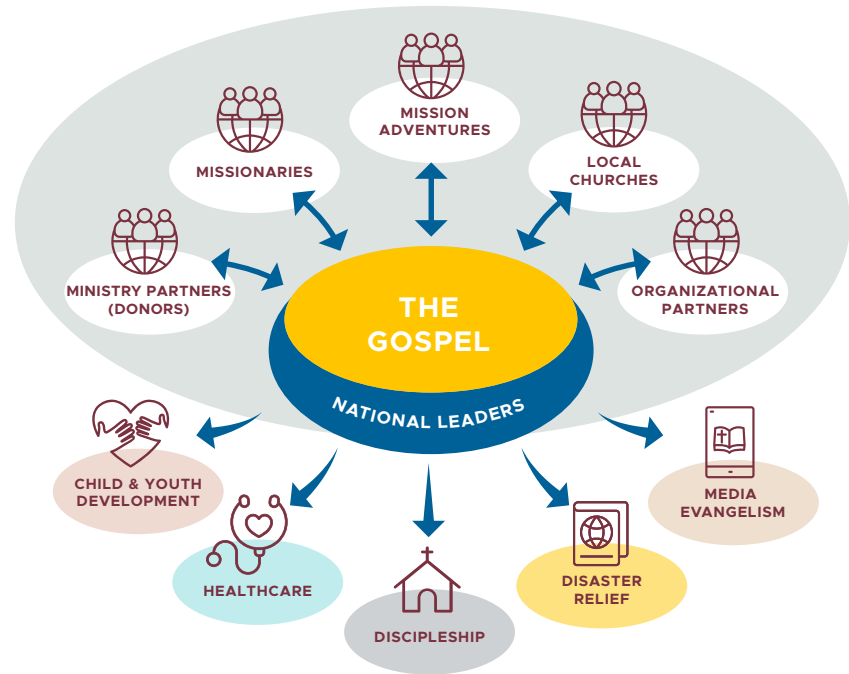 MISSION
ADVENTURES
MISSIONARIES
LOCAL
CHURCHES
MINISTRY PARTNERS
(DONORS)
ORGANIZATIONAL
PARTNERS
THE
GOSPEL
NATIONAL LEADERS
CHILD & YOUTH
DEVELOPMENT
MEDIA
EVANGELISM
HEALTHCARE
DISASTER
RELIEF
DISCIPLESHIP